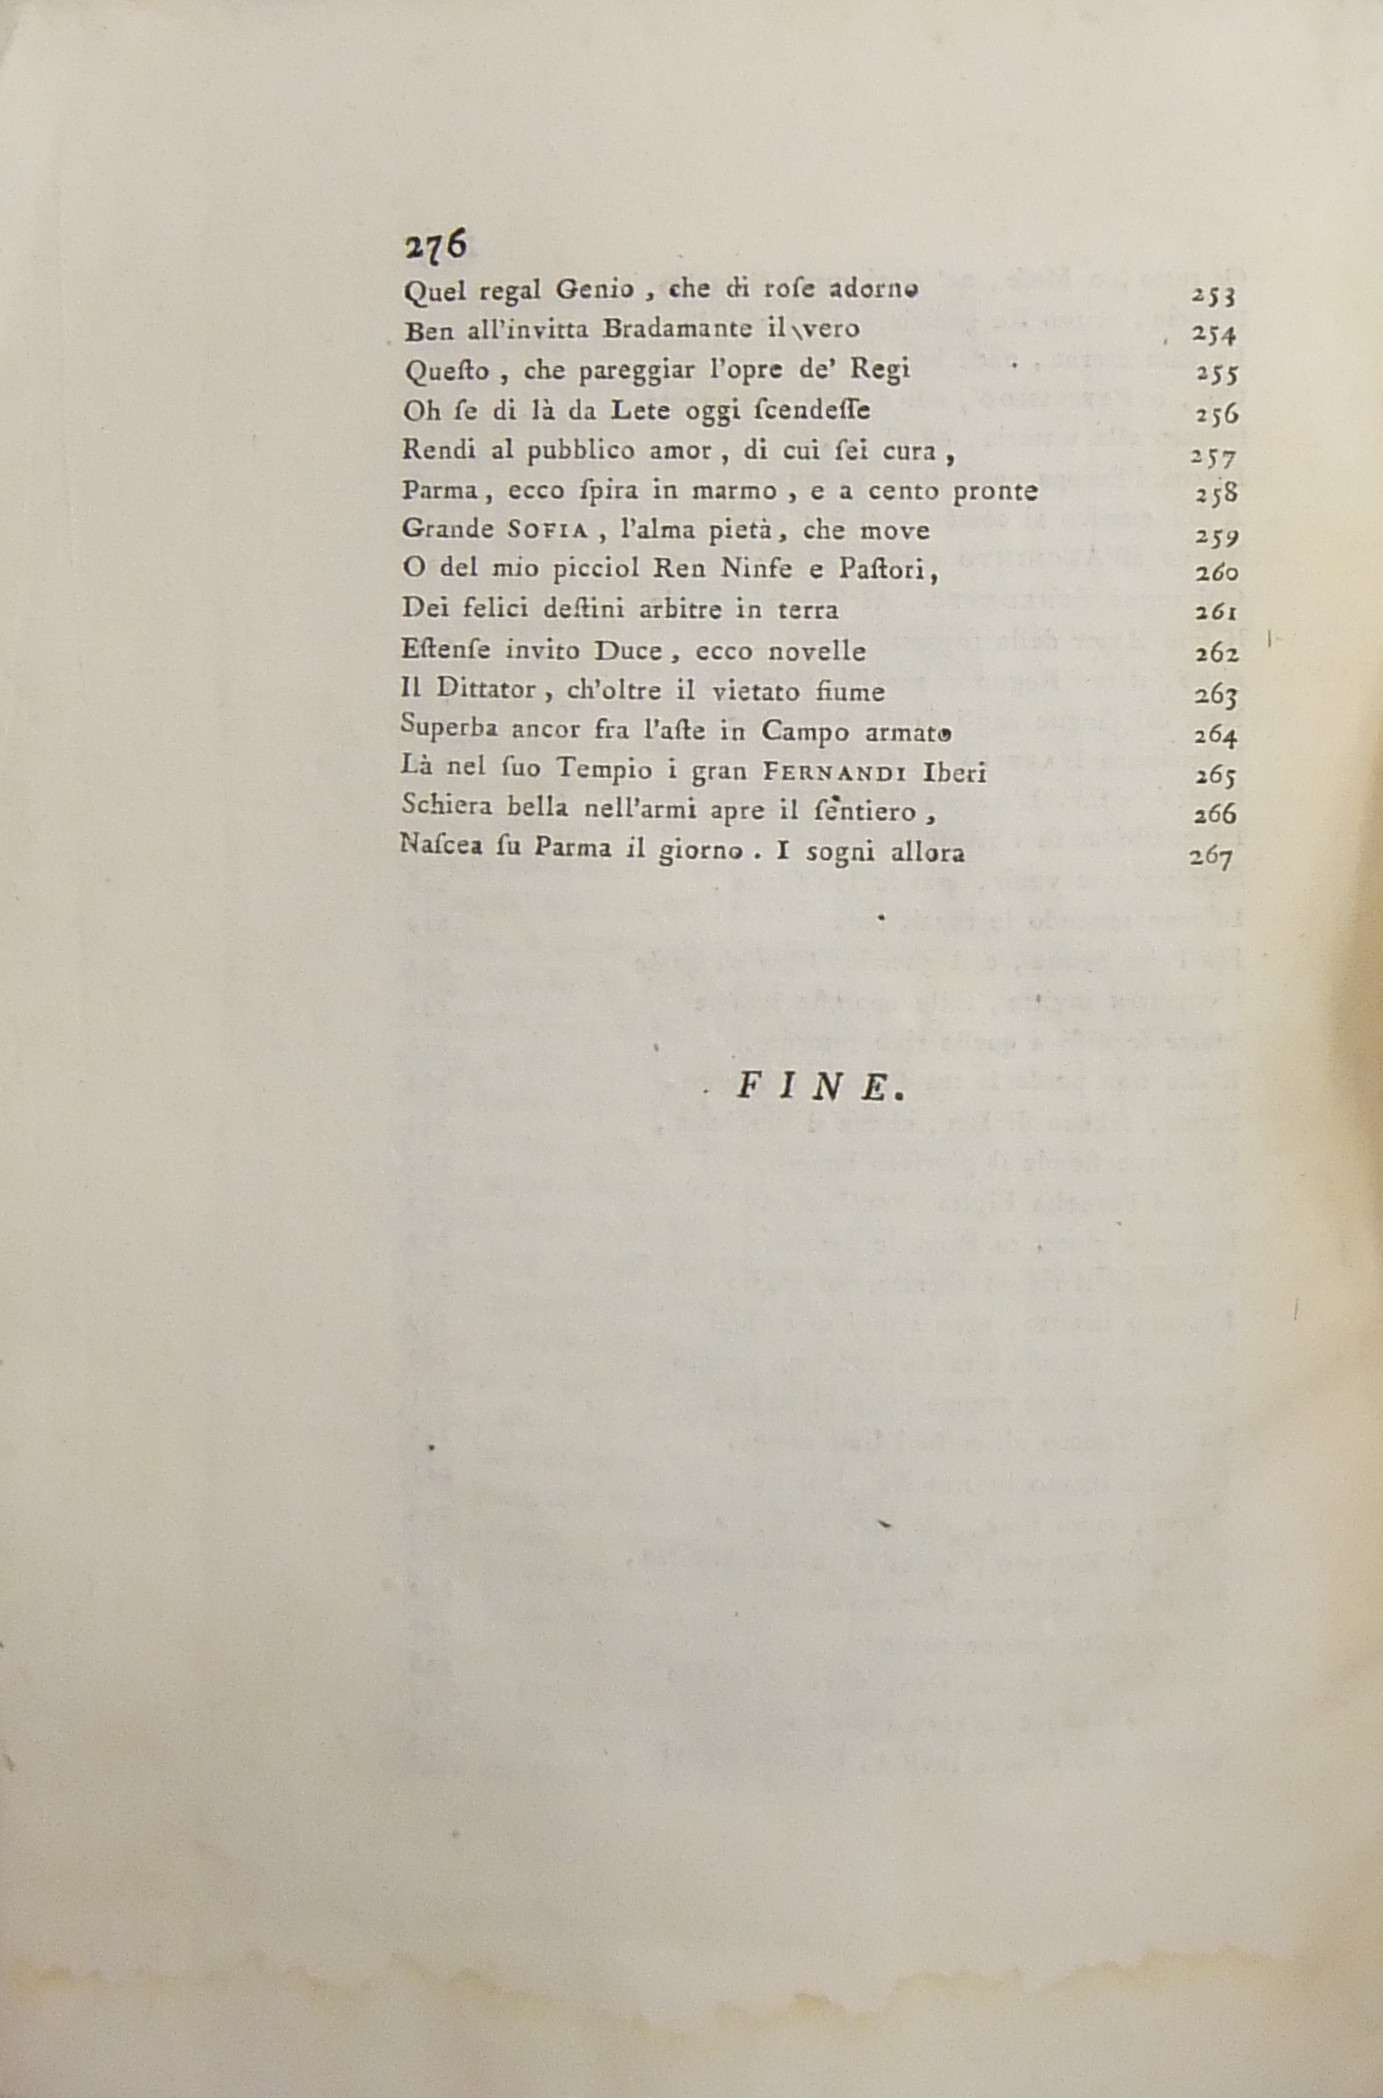 276
Quel regal Genio , che di roſe adorno 253
Ben all'invitta Bradamante il vero 254
Queſto , che pareggiar l'opre de' Regi 255
Oh ſe di là da Lete oggi ſcendeſſe 256
Rendi al pubblico amor , di cui ſei cura , 257
Parma , ecco ſpira in marmo , e a cento pronte 258
Grande SOFIA , l'alma pietà , che move 259
O del mio picciol Ren Ninfe e Paſtori , 260
Dei felici deſtini arbitre in terra 261
Eſtenſe invito Duce , ecco novelle 262
Il Dittator , ch'oltre il vietato fiume 263
Superba ancor fra l'aſte in Campo armato 264
Là nel ſuo Tempio i gran FERNANDI Iberi 265
Schiera bella nell'armi apre il ſentiero , 266
Naſcea ſu Parma il giorno . I sogni allora 267
FINE.